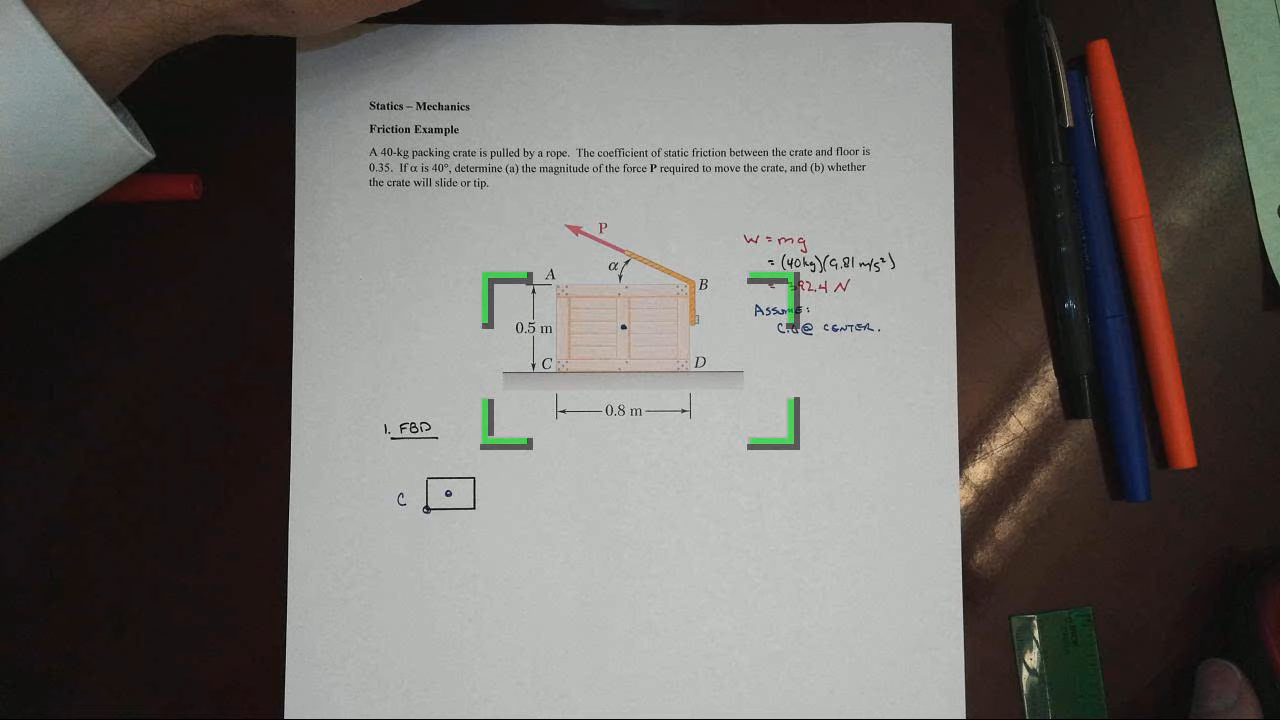 Statics – Mechanics
Friction Example
A 40-kg packing crate is pulled by a rope. The coefficient of static friction between the crate and floor is
0.35. If α is 40°, determine (a) the magnitude of the force P required to move the crate, and (b) whether
the crate will slide or tip.
P
α
A
B
0.5 m
C
D
0.8 m
W = mg
= (40kg)(9.81 m/s²)
= 392.4 N
ASSUME:
C.G @ CENTER.
1. FBD
C